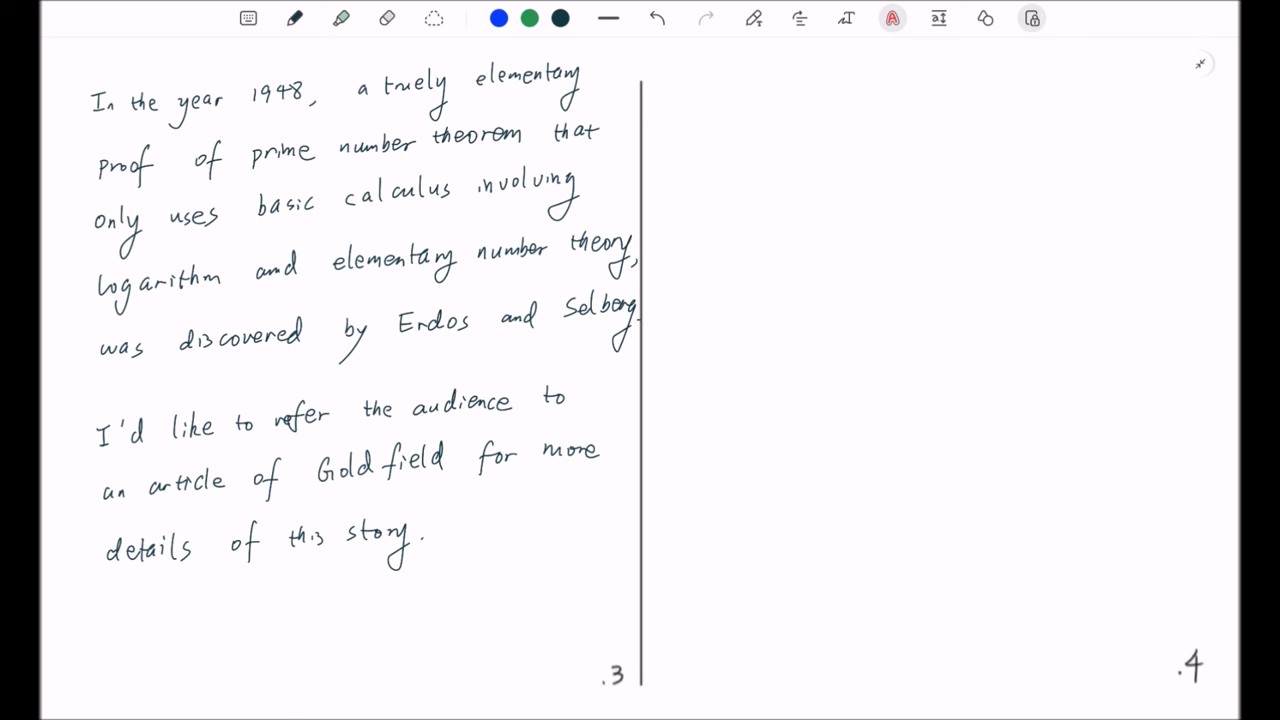 In the year 1948, a truely elementary
proof of prime number theorem that
only uses basic calculus involving
logarithm and elementary number theory,
was discovered by Erdos and Selberg.
I'd like to refer the audience to
an article of Goldfield for more
details of this story.
.3
.4